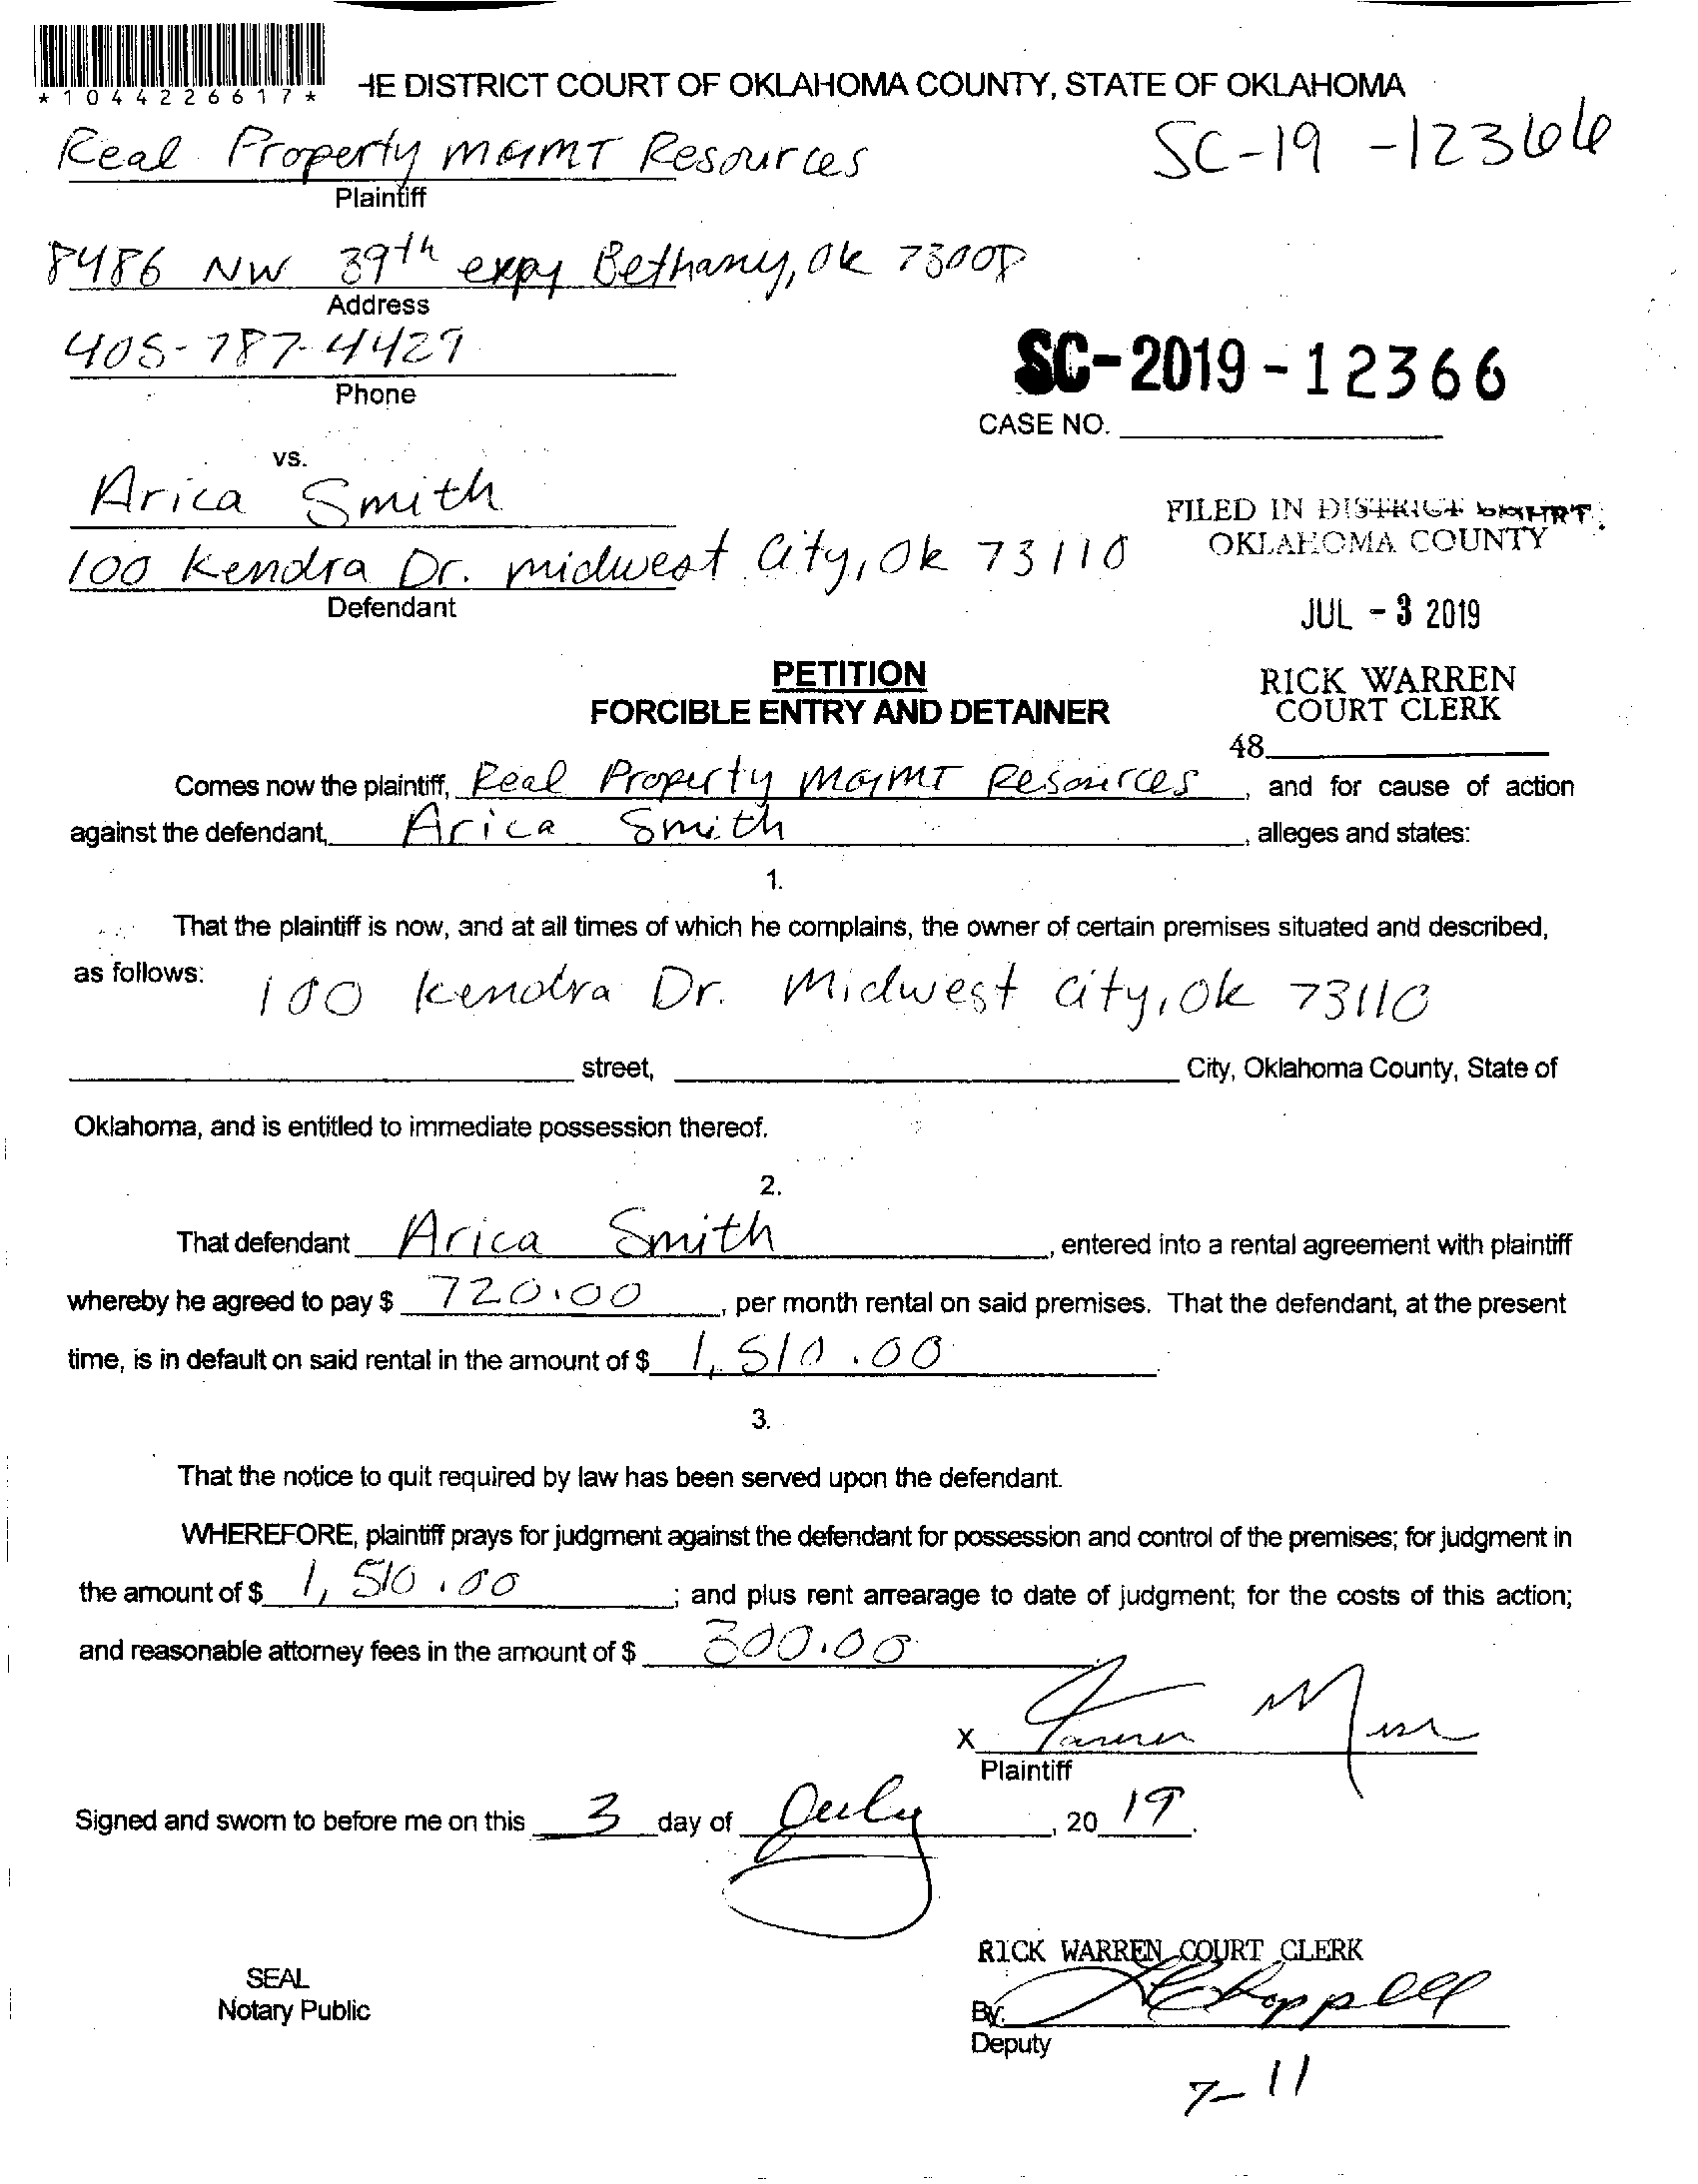 *1044226617*
HE DISTRICT COURT OF OKLAHOMA COUNTY, STATE OF OKLAHOMA
Real Property MGMT Resources
SC-19-12366
Plaintiff
8486 NW 39th expy Bethany, OK 73008
Address
405-787-4429
Phone
SC-2019-12366
CASE NO.
vs.
Arica Smith
FILED IN DISTRICT COURT
OKLAHOMA COUNTY
100 Kendra Dr. midwest City, Ok 73110
Defendant
JUL - 3 2019
PETITION
FORCIBLE ENTRY AND DETAINER
RICK WARREN
COURT CLERK
48
Comes now the plaintiff, Real Property MGMT Resources, and for cause of action
against the defendant, Arica Smith, alleges and states:
1.
That the plaintiff is now, and at all times of which he complains, the owner of certain premises situated and described,
as follows: 100 Kendra Dr. Midwest City, Ok 73110
street, City, Oklahoma County, State of
Oklahoma, and is entitled to immediate possession thereof.
2.
That defendant Arica Smith, entered into a rental agreement with plaintiff
whereby he agreed to pay $ 720.00, per month rental on said premises. That the defendant, at the present
time, is in default on said rental in the amount of $ 1,510.00.
3.
That the notice to quit required by law has been served upon the defendant.
WHEREFORE, plaintiff prays for judgment against the defendant for possession and control of the premises; for judgment in
the amount of $ 1,510.00; and plus rent arrearage to date of judgment; for the costs of this action;
and reasonable attorney fees in the amount of $ 300.00.
X
Plaintiff
Signed and sworn to before me on this 3 day of July, 2019.
RICK WARREN COURT CLERK
SEAL
Notary Public
By: Chappell
Deputy
7-11